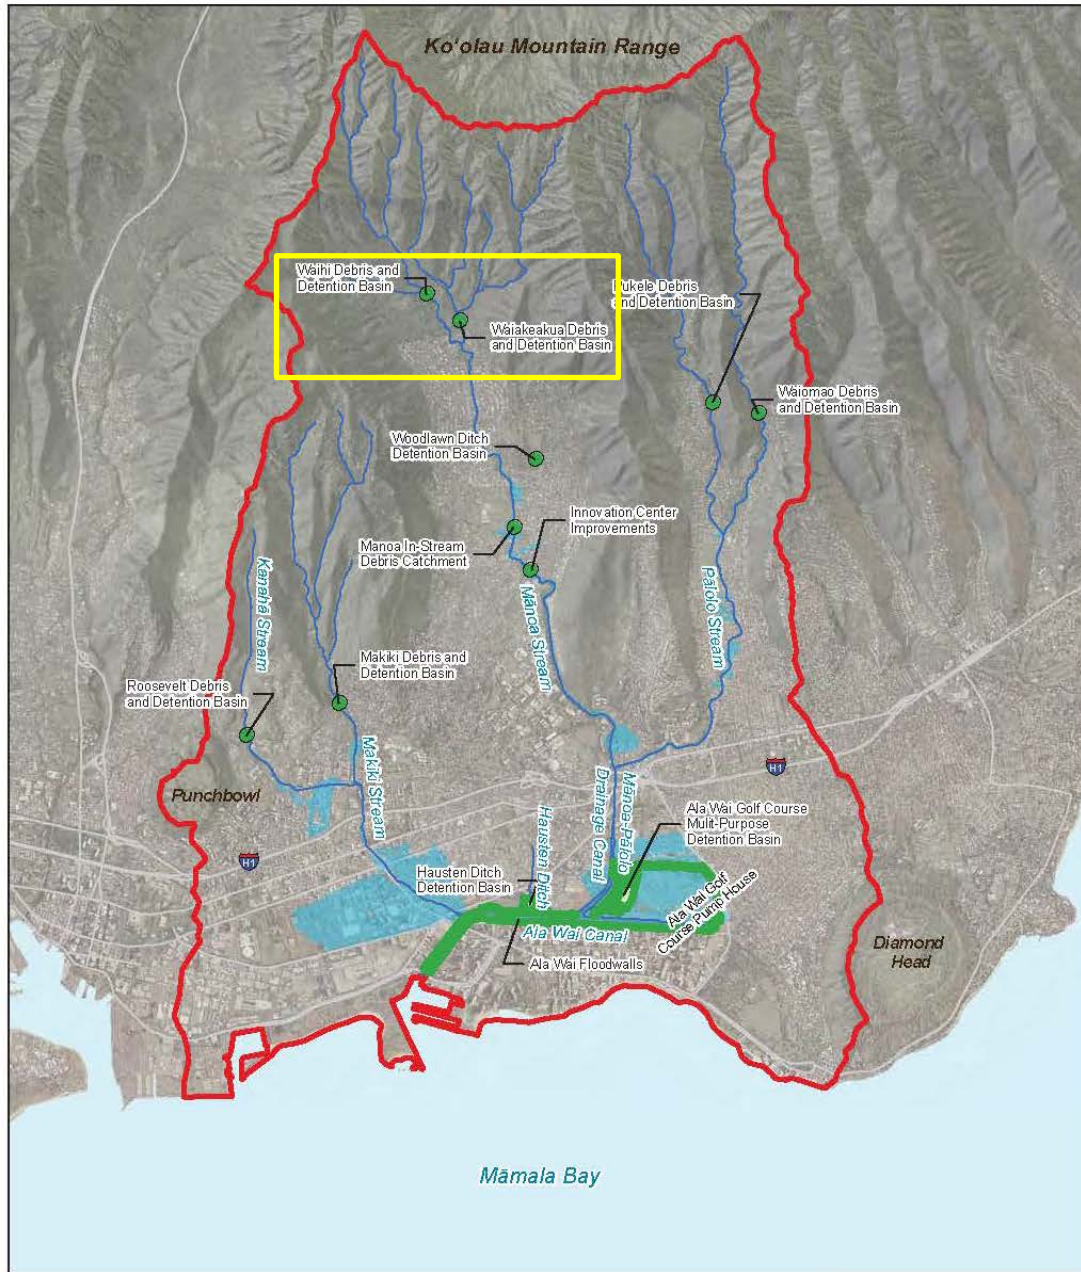 Ko'olau Mountain Range
Waihi Debris and
Detention Basin
Pukele Debris
and Detention Basin
Waiakeakua Debris
and Detention Basin
Waiomao Debris
and Detention Basin
Woodlawn Ditch
Detention Basin
Innovation Center
Improvements
Manoa In-Stream
Debris Catchment
Kanahā Stream
Mānoa Stream
Pālolo Stream
Makiki Debris and
Detention Basin
Roosevelt Debris
and Detention Basin
Makiki Stream
Punchbowl
H1
H1
Hausten Ditch
Mānoa-Pālolo
Drainage Canal
Ala Wai Golf Course
Mulit-Purpose
Detention Basin
Hausten Ditch
Detention Basin
Ala Wai Golf
Course Pump House
Ala Wai Canal
Ala Wai Floodwalls
Diamond
Head
Māmala Bay